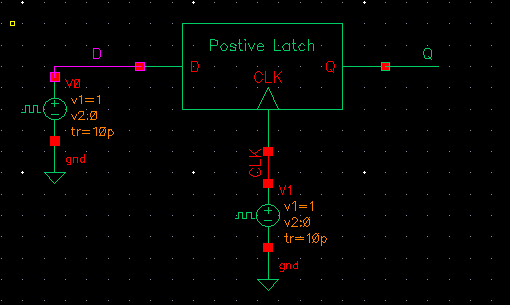 D
Postive Latch
Q
D
CLK
Q
V0
v1=1
v2:0
tr=10p
gnd
CLK
V1
v1=1
v2:0
tr=10p
gnd